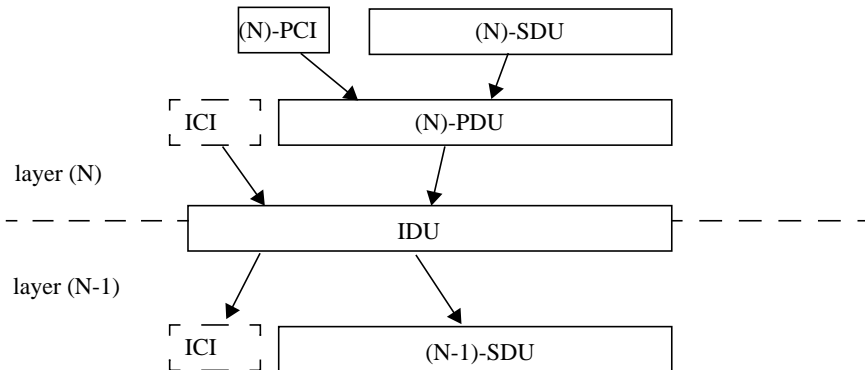 (N)-PCI
(N)-SDU
ICI
(N)-PDU
layer (N)
IDU
layer (N-1)
ICI
(N-1)-SDU